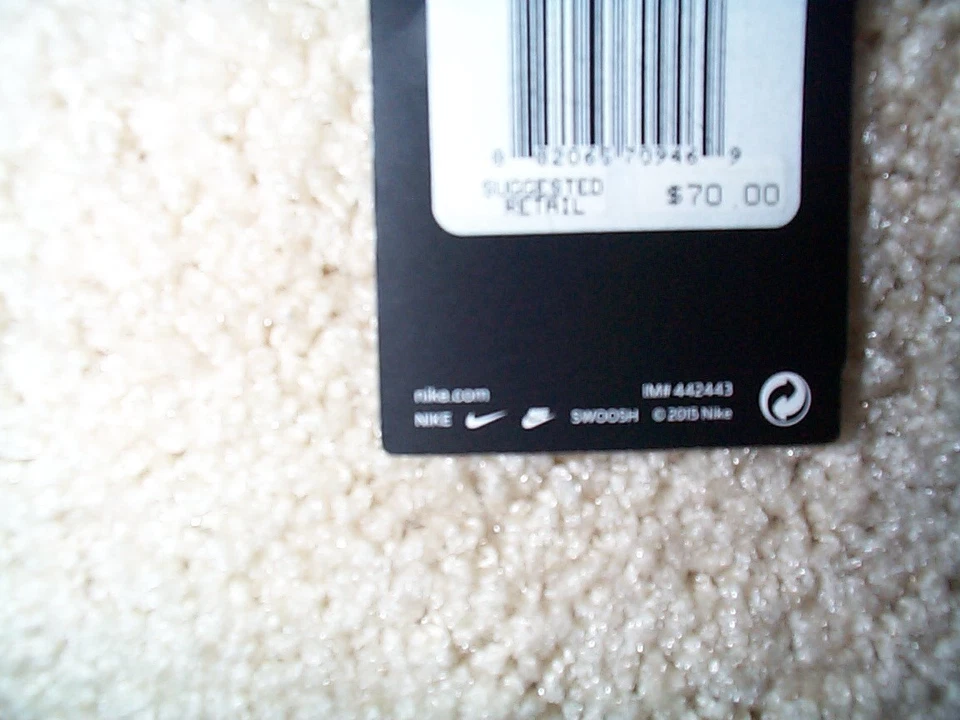 8 82065 70946 9
SUGGESTED
RETAIL
$70.00
nike.com
IM# 442443
NIKE SWOOSH © 2015 Nike